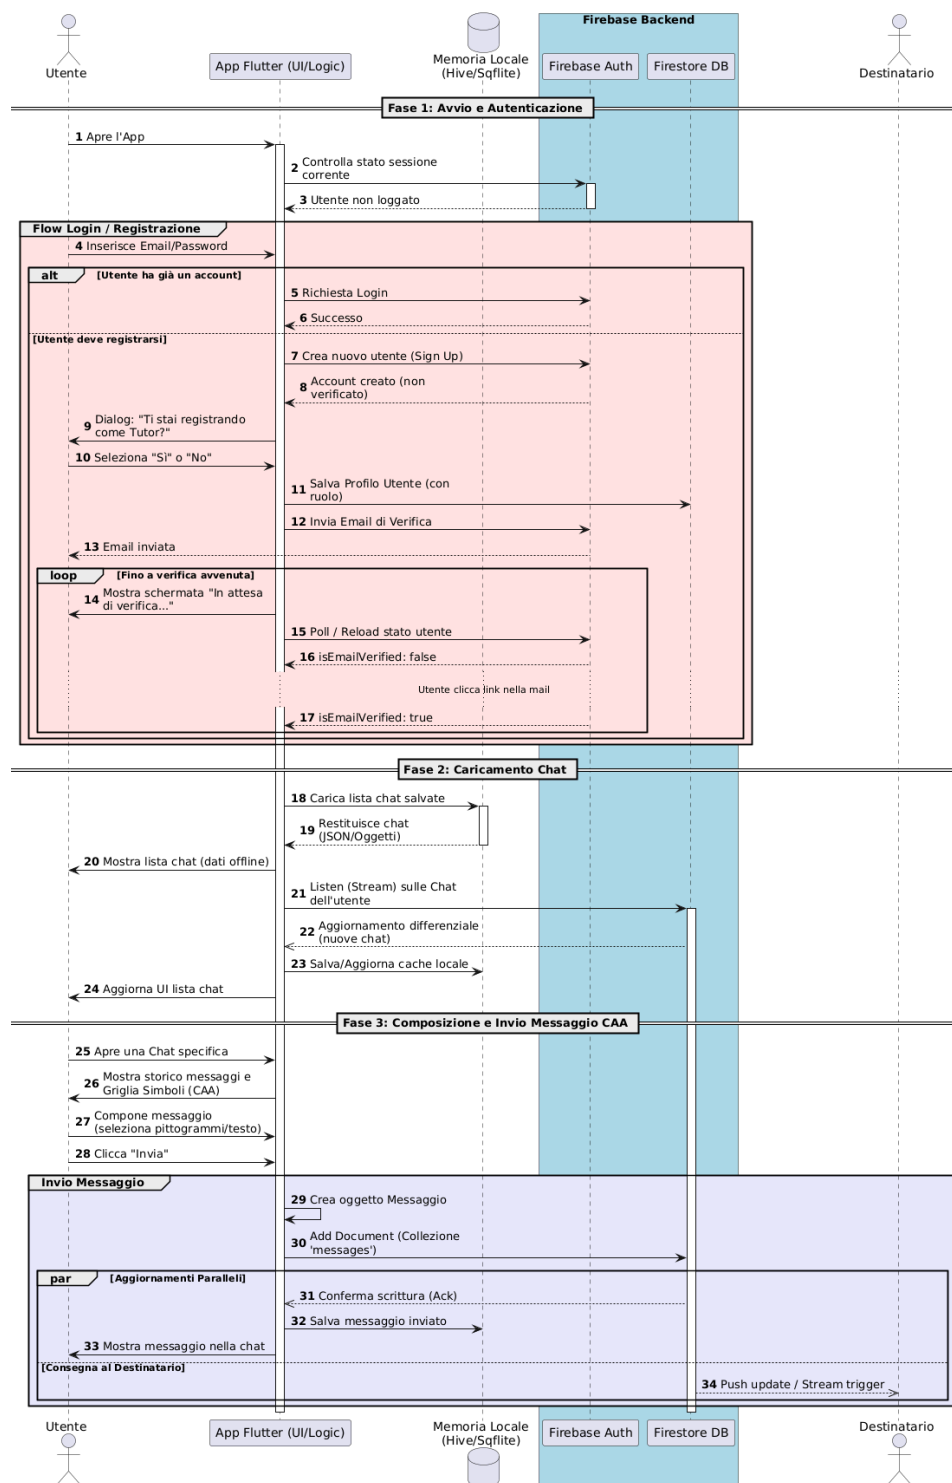 Firebase Backend
Utente
App Flutter (UI/Logic)
Memoria Locale
(Hive/Sqflite)
Firebase Auth
Firestore DB
Destinatario
Fase 1: Avvio e Autenticazione
1 Apre l'App
2 Controlla stato sessione
corrente
3 Utente non loggato
Flow Login / Registrazione
4 Inserisce Email/Password
alt [Utente ha già un account]
5 Richiesta Login
6 Successo
[Utente deve registrarsi]
7 Crea nuovo utente (Sign Up)
8 Account creato (non
verificato)
9 Dialog: "Ti stai registrando
come Tutor?"
10 Seleziona "Sì" o "No"
11 Salva Profilo Utente (con
ruolo)
12 Invia Email di Verifica
13 Email inviata
loop [Fino a verifica avvenuta]
14 Mostra schermata "In attesa
di verifica..."
15 Poll / Reload stato utente
16 isEmailVerified: false
Utente clicca link nella mail
17 isEmailVerified: true
Fase 2: Caricamento Chat
18 Carica lista chat salvate
19 Restituisce chat
(JSON/Oggetti)
20 Mostra lista chat (dati offline)
21 Listen (Stream) sulle Chat
dell'utente
22 Aggiornamento differenziale
(nuove chat)
23 Salva/Aggiorna cache locale
24 Aggiorna UI lista chat
Fase 3: Composizione e Invio Messaggio CAA
25 Apre una Chat specifica
26 Mostra storico messaggi e
Griglia Simboli (CAA)
27 Compone messaggio
(seleziona pittogrammi/testo)
28 Clicca "Invia"
Invio Messaggio
29 Crea oggetto Messaggio
30 Add Document (Collezione
'messages')
par [Aggiornamenti Paralleli]
31 Conferma scrittura (Ack)
32 Salva messaggio inviato
33 Mostra messaggio nella chat
[Consegna al Destinatario]
34 Push update / Stream trigger
Utente
App Flutter (UI/Logic)
Memoria Locale
(Hive/Sqflite)
Firebase Auth
Firestore DB
Destinatario